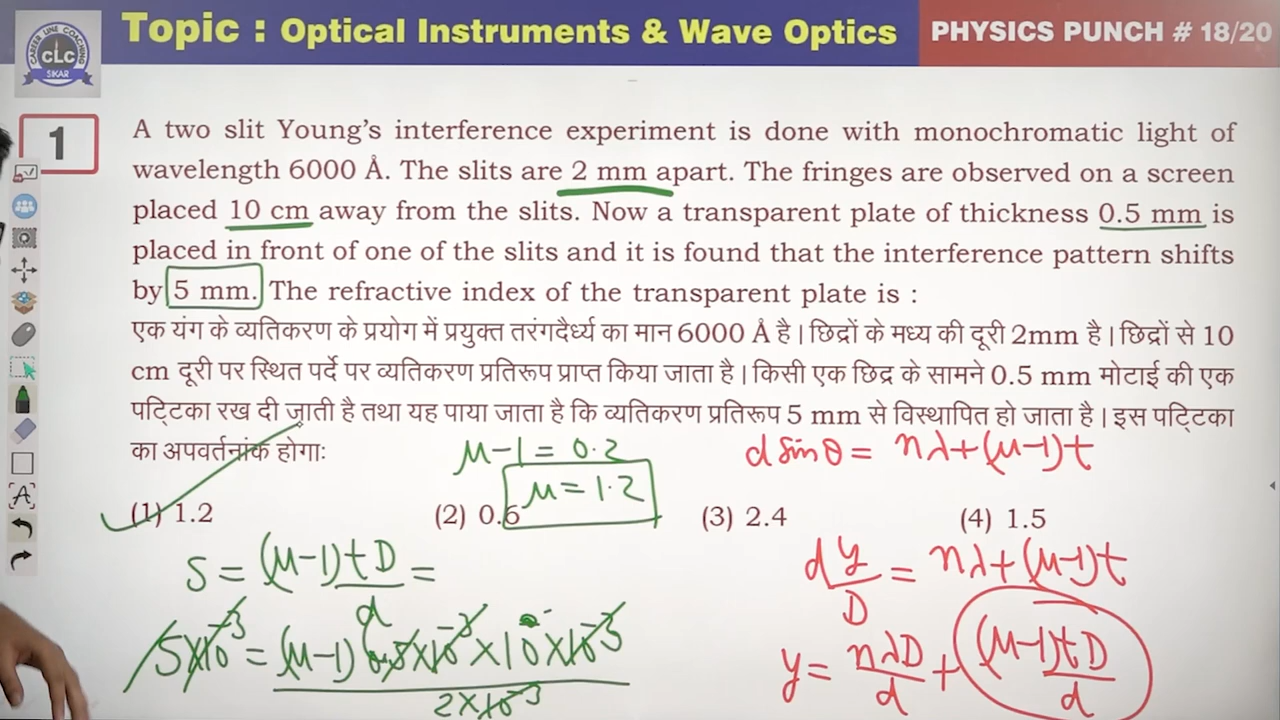 CAREER LINE COACHING
CLC
SIKAR
Topic : Optical Instruments & Wave Optics
PHYSICS PUNCH # 18/20
1
A two slit Young's interference experiment is done with monochromatic light of
wavelength 6000 Å. The slits are 2 mm apart. The fringes are observed on a screen
placed 10 cm away from the slits. Now a transparent plate of thickness 0.5 mm is
placed in front of one of the slits and it is found that the interference pattern shifts
by 5 mm. The refractive index of the transparent plate is :
एक यंग के व्यतिकरण के प्रयोग में प्रयुक्त तरंगदैर्ध्य का मान 6000 Å है। छिद्रों के मध्य की दूरी 2mm है। छिद्रों से 10
cm दूरी पर स्थित पर्दे पर व्यतिकरण प्रतिरूप प्राप्त किया जाता है। किसी एक छिद्र के सामने 0.5 mm मोटाई की एक
पट्टिका रख दी जाती है तथा यह पाया जाता है कि व्यतिकरण प्रतिरूप 5 mm से विस्थापित हो जाता है। इस पट्टिका
का अपवर्तनांक होगाः
μ-1 = 0.2
μ=1.2
d sinθ = nλ+(μ-1)t
(1) 1.2
(2) 0.6
(3) 2.4
(4) 1.5
S = (μ-1)tD/d =
dy/D = nλ+(μ-1)t
5×10⁻³ = (μ-1) 0.5×10⁻³×10 ×10⁻³/2×10⁻³
y = nλD/d + (μ-1)tD/d